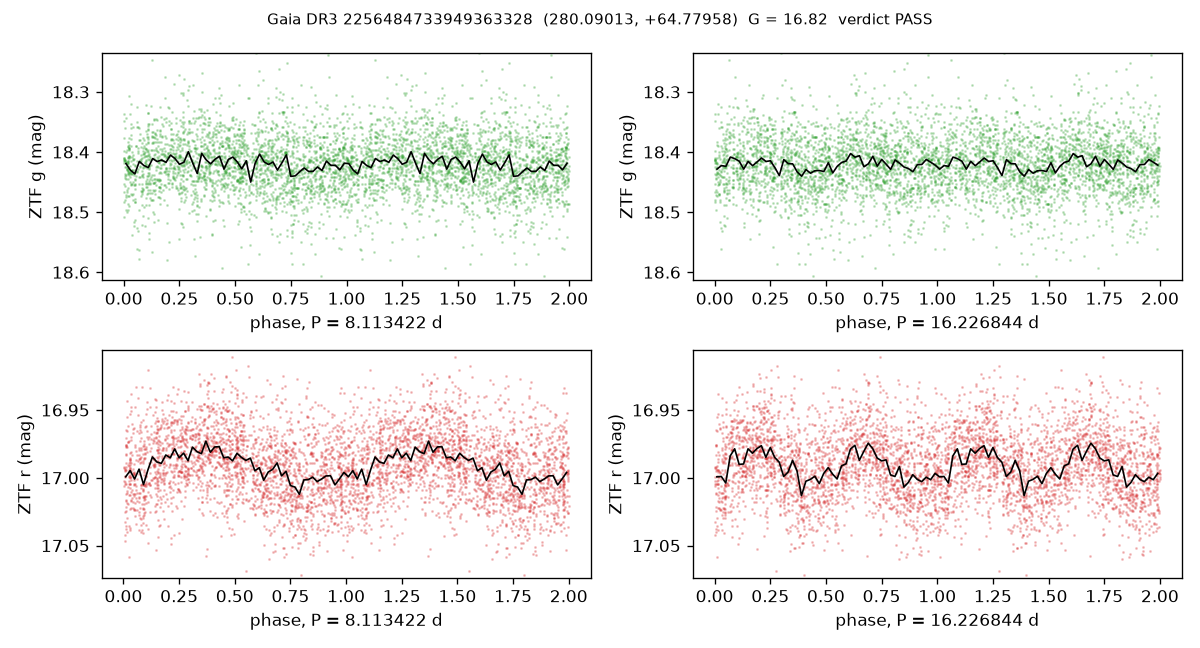 Gaia DR3 2256484733949363328 (280.09013, +64.77958) G = 16.82 verdict PASS
ZTF g (mag)
18.3
18.4
18.5
18.6
0.00 0.25 0.50 0.75 1.00 1.25 1.50 1.75 2.00
phase, P = 8.113422 d
ZTF g (mag)
18.3
18.4
18.5
18.6
0.00 0.25 0.50 0.75 1.00 1.25 1.50 1.75 2.00
phase, P = 16.226844 d
ZTF r (mag)
16.95
17.00
17.05
0.00 0.25 0.50 0.75 1.00 1.25 1.50 1.75 2.00
phase, P = 8.113422 d
ZTF r (mag)
16.95
17.00
17.05
0.00 0.25 0.50 0.75 1.00 1.25 1.50 1.75 2.00
phase, P = 16.226844 d